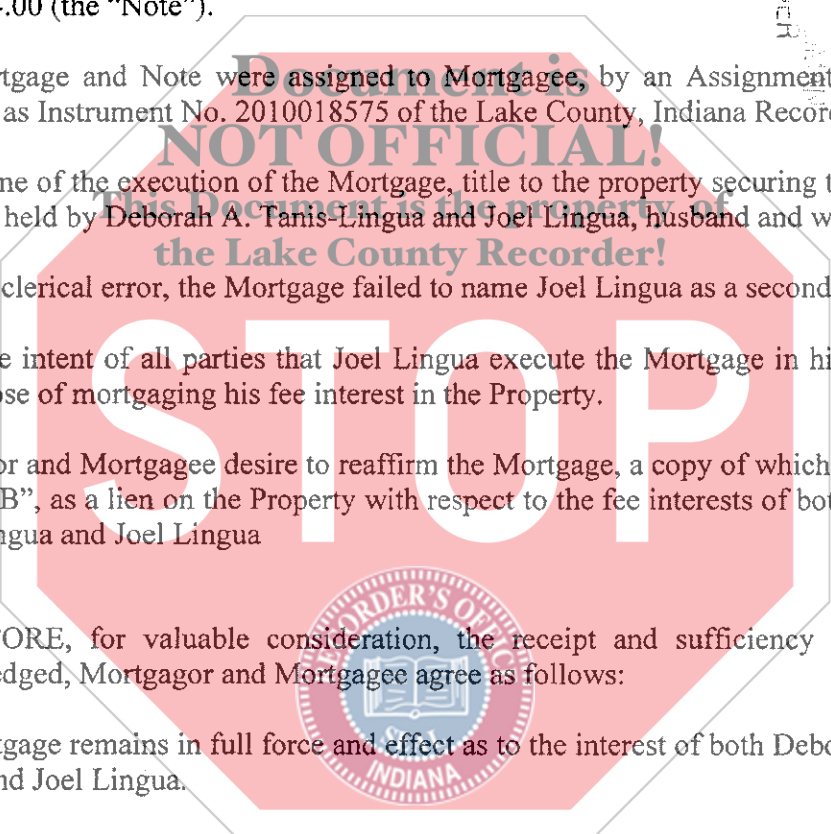 .00 (the “Note”).
rtgage and Note were assigned to Mortgagee, by an Assignment
as Instrument No. 2010018575 of the Lake County, Indiana Record
ne of the execution of the Mortgage, title to the property securing t
held by Deborah A. Tanis-Lingua and Joel Lingua, husband and w
clerical error, the Mortgage failed to name Joel Lingua as a second
e intent of all parties that Joel Lingua execute the Mortgage in hi
ose of mortgaging his fee interest in the Property.
or and Mortgagee desire to reaffirm the Mortgage, a copy of which
B”, as a lien on the Property with respect to the fee interests of bot
ngua and Joel Lingua
ORE, for valuable consideration, the receipt and sufficiency
edged, Mortgagor and Mortgagee agree as follows:
tgage remains in full force and effect as to the interest of both Debo
nd Joel Lingua.
Document is
NOT OFFICIAL!
This Document is the property of
the Lake County Recorder!
STOP
RECORDER'S OFFICE
SEAL
INDIANA